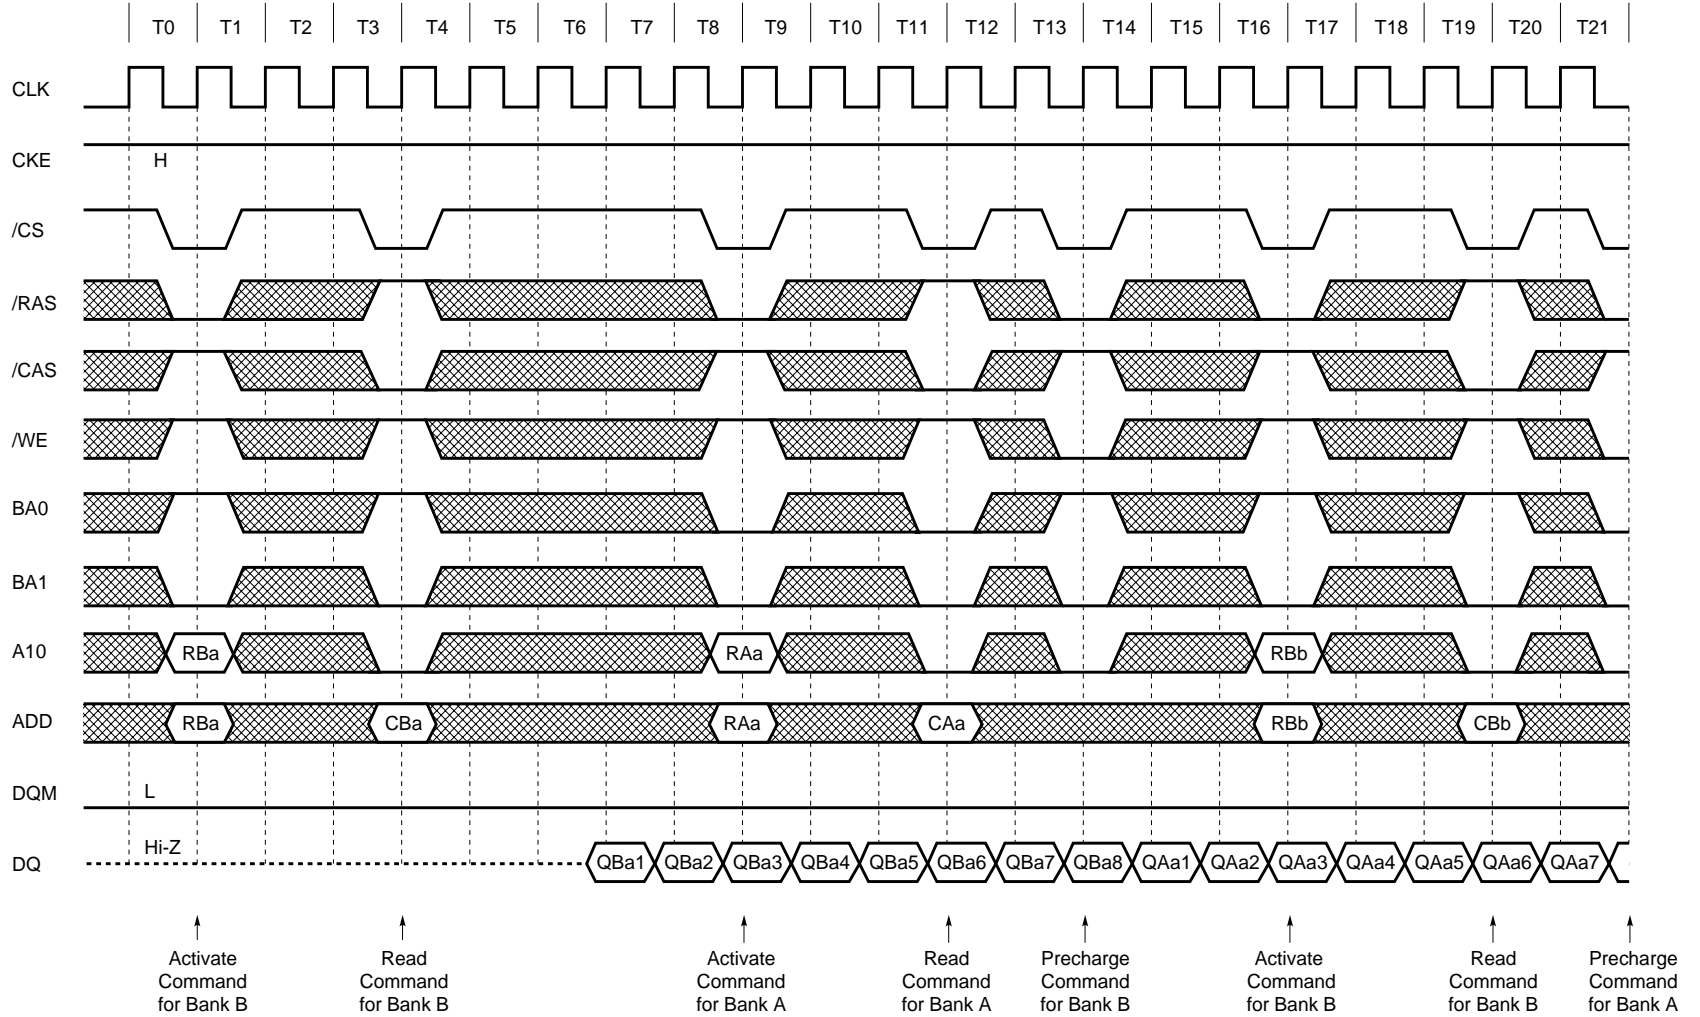 T0 T1 T2 T3 T4 T5 T6 T7 T8 T9 T10 T11 T12 T13 T14 T15 T16 T17 T18 T19 T20 T21
CLK
CKE H
/CS
/RAS
/CAS
/WE
BA0
BA1
A10 RBa RAa RBb
ADD RBa CBa RAa CAa RBb CBb
DQM L
DQ Hi-Z QBa1 QBa2 QBa3 QBa4 QBa5 QBa6 QBa7 QBa8 QAa1 QAa2 QAa3 QAa4 QAa5 QAa6 QAa7
Activate Command for Bank B
Read Command for Bank B
Activate Command for Bank A
Read Command for Bank A
Precharge Command for Bank B
Activate Command for Bank B
Read Command for Bank B
Precharge Command for Bank A